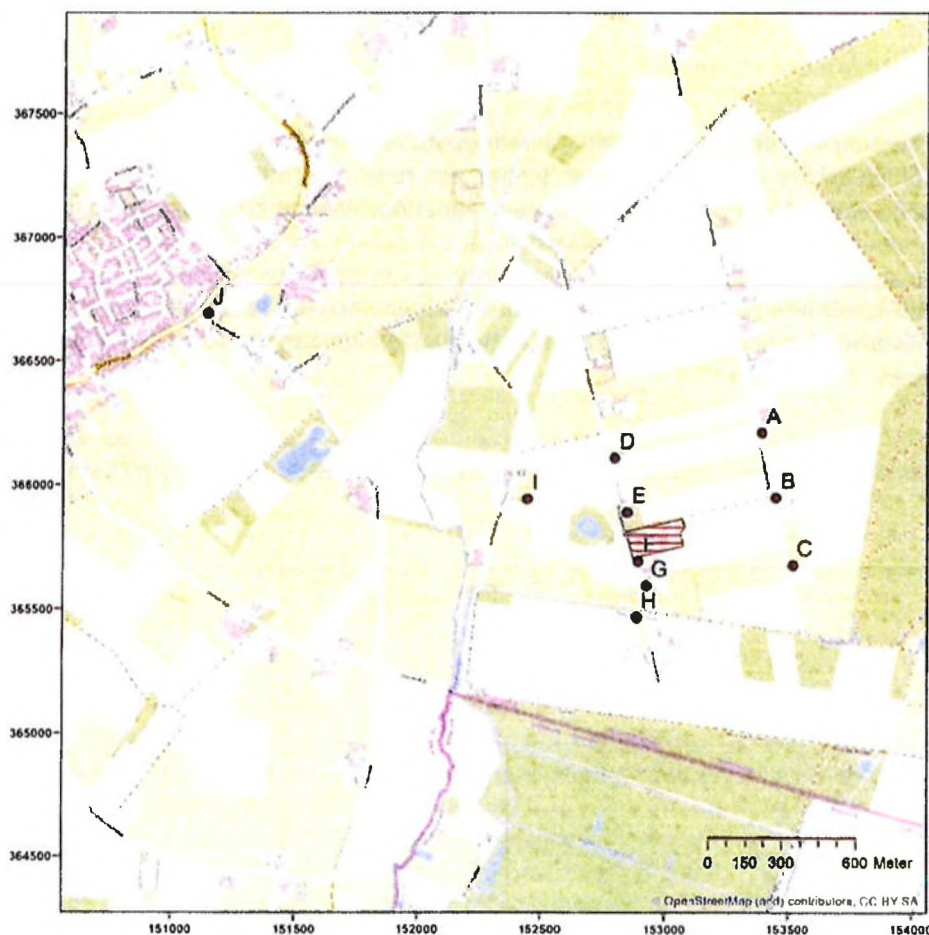 367500
367000
J
366500
A
D
366000
I
E
B
F
C
G
365500
H
365000
364500
0 150 300 600 Meter
OpenStreetMap (and) contributors, CC BY SA
151000 151500 152000 152500 153000 153500 154000